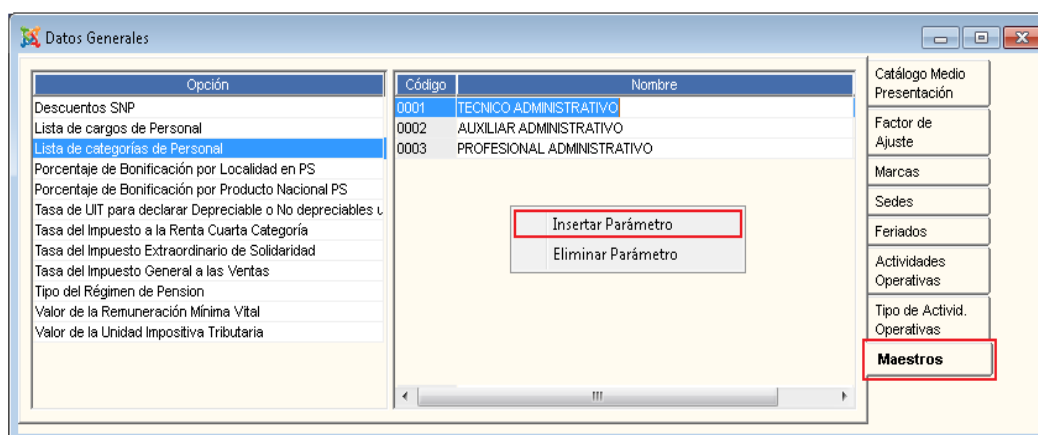 Datos Generales
Opción
Descuentos SNP
Lista de cargos de Personal
Lista de categorías de Personal
Porcentaje de Bonificación por Localidad en PS
Porcentaje de Bonificación por Producto Nacional PS
Tasa de UIT para declarar Depreciable o No depreciables u
Tasa del Impuesto a la Renta Cuarta Categoría
Tasa del Impuesto Extraordinario de Solidaridad
Tasa del Impuesto General a las Ventas
Tipo del Régimen de Pension
Valor de la Remuneración Mínima Vital
Valor de la Unidad Impositiva Tributaria
Código Nombre
0001 TECNICO ADMINISTRATIVO
0002 AUXILIAR ADMINISTRATIVO
0003 PROFESIONAL ADMINISTRATIVO
Insertar Parámetro
Eliminar Parámetro
Catálogo Medio
Presentación
Factor de
Ajuste
Marcas
Sedes
Feriados
Actividades
Operativas
Tipo de Activid.
Operativas
Maestros